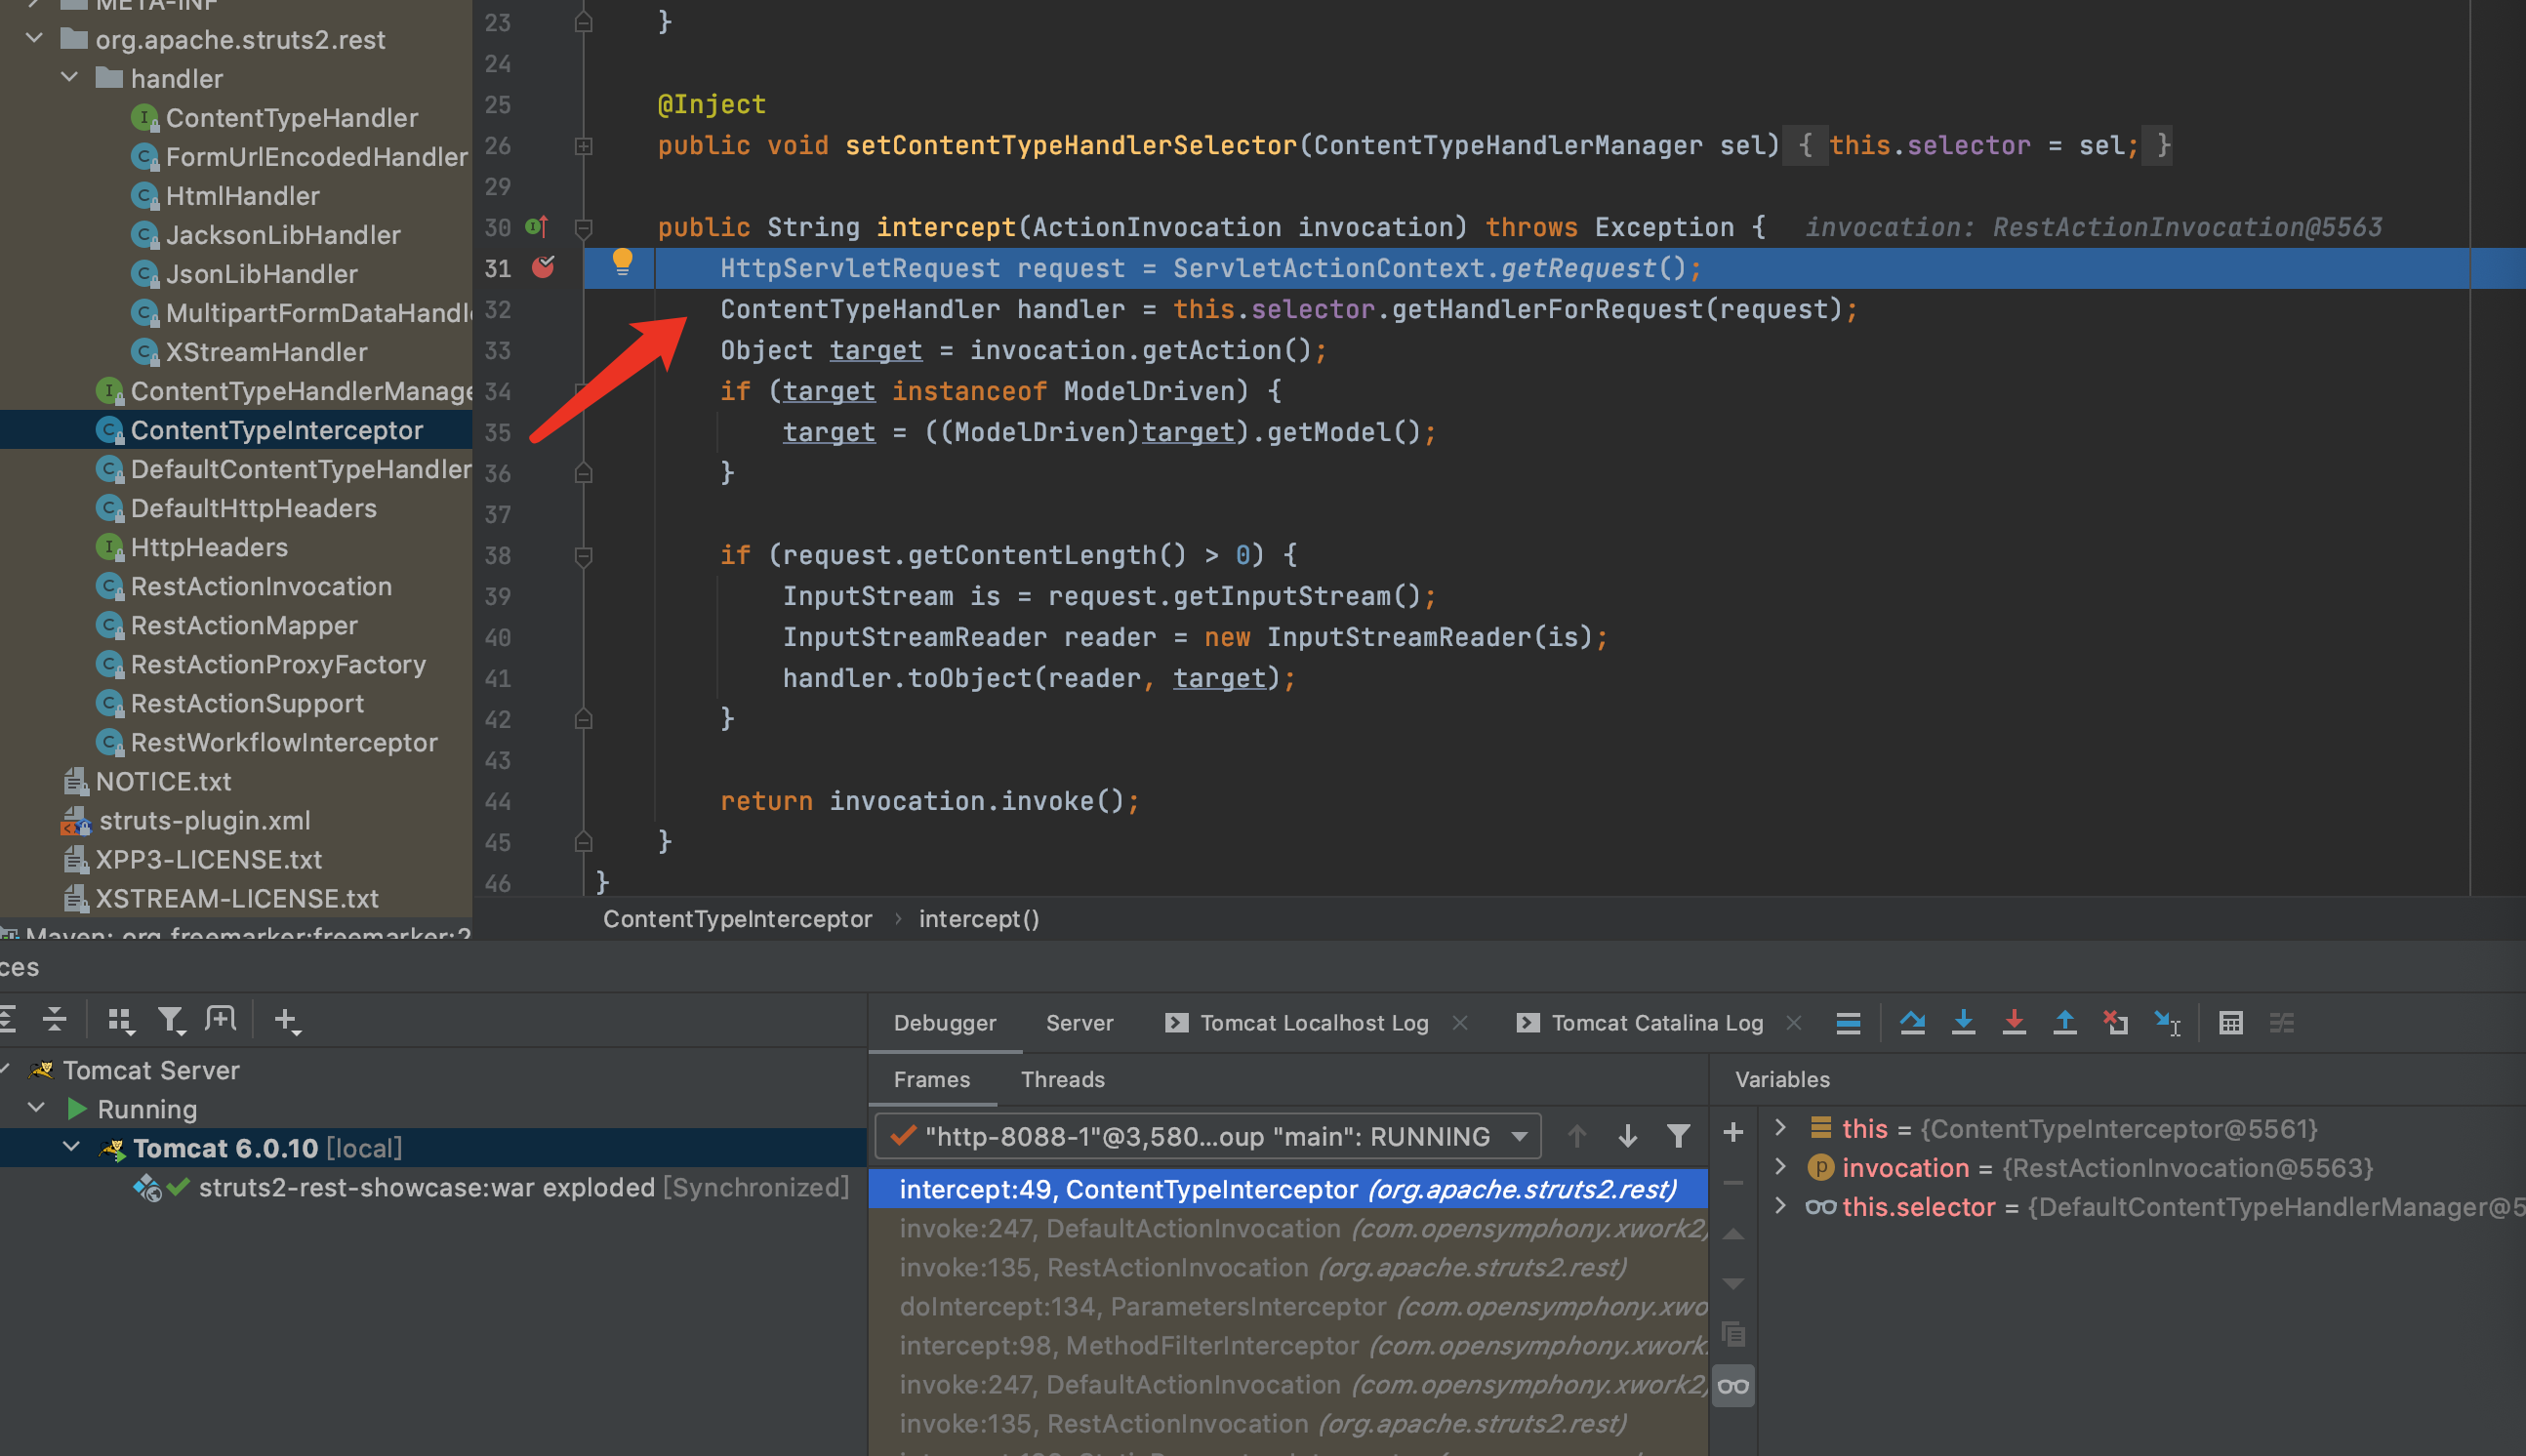 META-INF
org.apache.struts2.rest
handler
ContentTypeHandler
FormUrlEncodedHandler
HtmlHandler
JacksonLibHandler
JsonLibHandler
MultipartFormDataHandl
XStreamHandler
ContentTypeHandlerManage
ContentTypeInterceptor
DefaultContentTypeHandler
DefaultHttpHeaders
HttpHeaders
RestActionInvocation
RestActionMapper
RestActionProxyFactory
RestActionSupport
RestWorkflowInterceptor
NOTICE.txt
struts-plugin.xml
XPP3-LICENSE.txt
XSTREAM-LICENSE.txt
Maven: org.freemarker:freemarker:2
23 }
24
25 @Inject
26 public void setContentTypeHandlerSelector(ContentTypeHandlerManager sel) { this.selector = sel; }
29
30 public String intercept(ActionInvocation invocation) throws Exception { invocation: RestActionInvocation@5563
31 HttpServletRequest request = ServletActionContext.getRequest();
32 ContentTypeHandler handler = this.selector.getHandlerForRequest(request);
33 Object target = invocation.getAction();
34 if (target instanceof ModelDriven) {
35 target = ((ModelDriven)target).getModel();
36 }
37
38 if (request.getContentLength() > 0) {
39 InputStream is = request.getInputStream();
40 InputStreamReader reader = new InputStreamReader(is);
41 handler.toObject(reader, target);
42 }
43
44 return invocation.invoke();
45 }
46 }
ContentTypeInterceptor › intercept()
ces
Tomcat Server
Running
Tomcat 6.0.10 [local]
struts2-rest-showcase:war exploded [Synchronized]
Debugger Server Tomcat Localhost Log Tomcat Catalina Log
Frames Threads
"http-8088-1"@3,580...oup "main": RUNNING
intercept:49, ContentTypeInterceptor (org.apache.struts2.rest)
invoke:247, DefaultActionInvocation (com.opensymphony.xwork2)
invoke:135, RestActionInvocation (org.apache.struts2.rest)
doIntercept:134, ParametersInterceptor (com.opensymphony.xwo
intercept:98, MethodFilterInterceptor (com.opensymphony.xwork
invoke:247, DefaultActionInvocation (com.opensymphony.xwork2)
invoke:135, RestActionInvocation (org.apache.struts2.rest)
Variables
this = {ContentTypeInterceptor@5561}
invocation = {RestActionInvocation@5563}
this.selector = {DefaultContentTypeHandlerManager@5